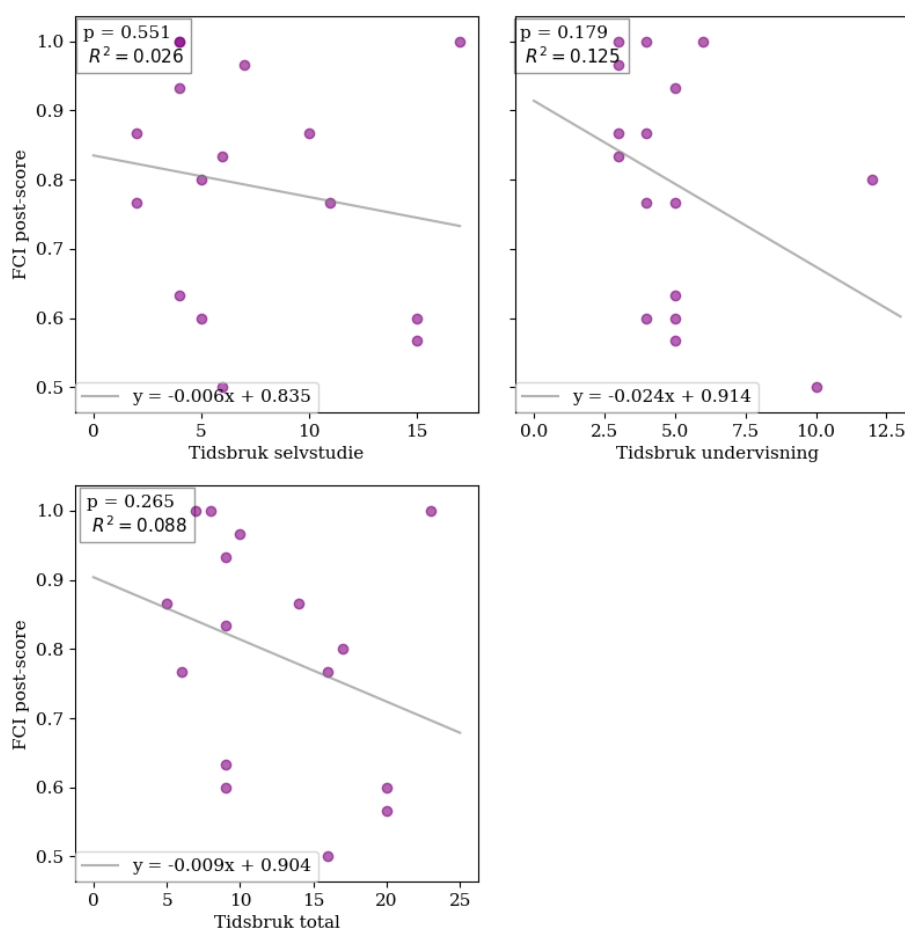 p = 0.551
R² = 0.026
FCI post-score
1.0
0.9
0.8
0.7
0.6
0.5
y = -0.006x + 0.835
0 5 10 15
Tidsbruk selvstudie
p = 0.179
R² = 0.125
y = -0.024x + 0.914
0.0 2.5 5.0 7.5 10.0 12.5
Tidsbruk undervisning
p = 0.265
R² = 0.088
FCI post-score
1.0
0.9
0.8
0.7
0.6
0.5
y = -0.009x + 0.904
0 5 10 15 20 25
Tidsbruk total